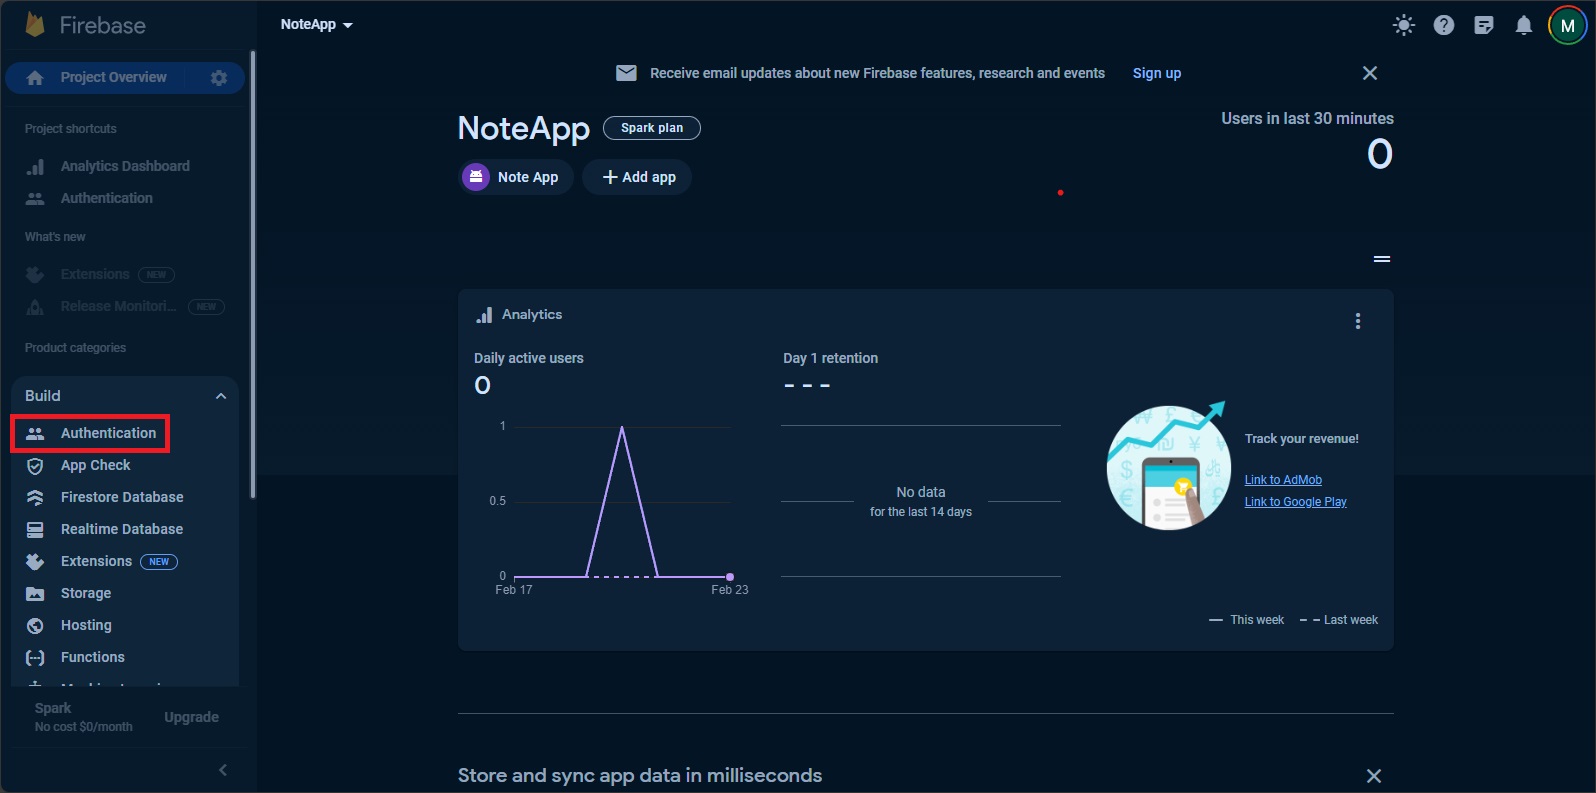 Firebase
NoteApp
M
Project Overview
Receive email updates about new Firebase features, research and events Sign up
Project shortcuts
Analytics Dashboard
Authentication
What's new
Extensions NEW
Release Monitori... NEW
Product categories
Build
Authentication
App Check
Firestore Database
Realtime Database
Extensions NEW
Storage
Hosting
Functions
Spark
No cost $0/month
Upgrade
NoteApp Spark plan
Note App
Add app
Users in last 30 minutes
0
Analytics
Daily active users
0
1
0.5
0
Feb 17 Feb 23
Day 1 retention
- - -
No data
for the last 14 days
Track your revenue!
Link to AdMob
Link to Google Play
This week Last week
Store and sync app data in milliseconds